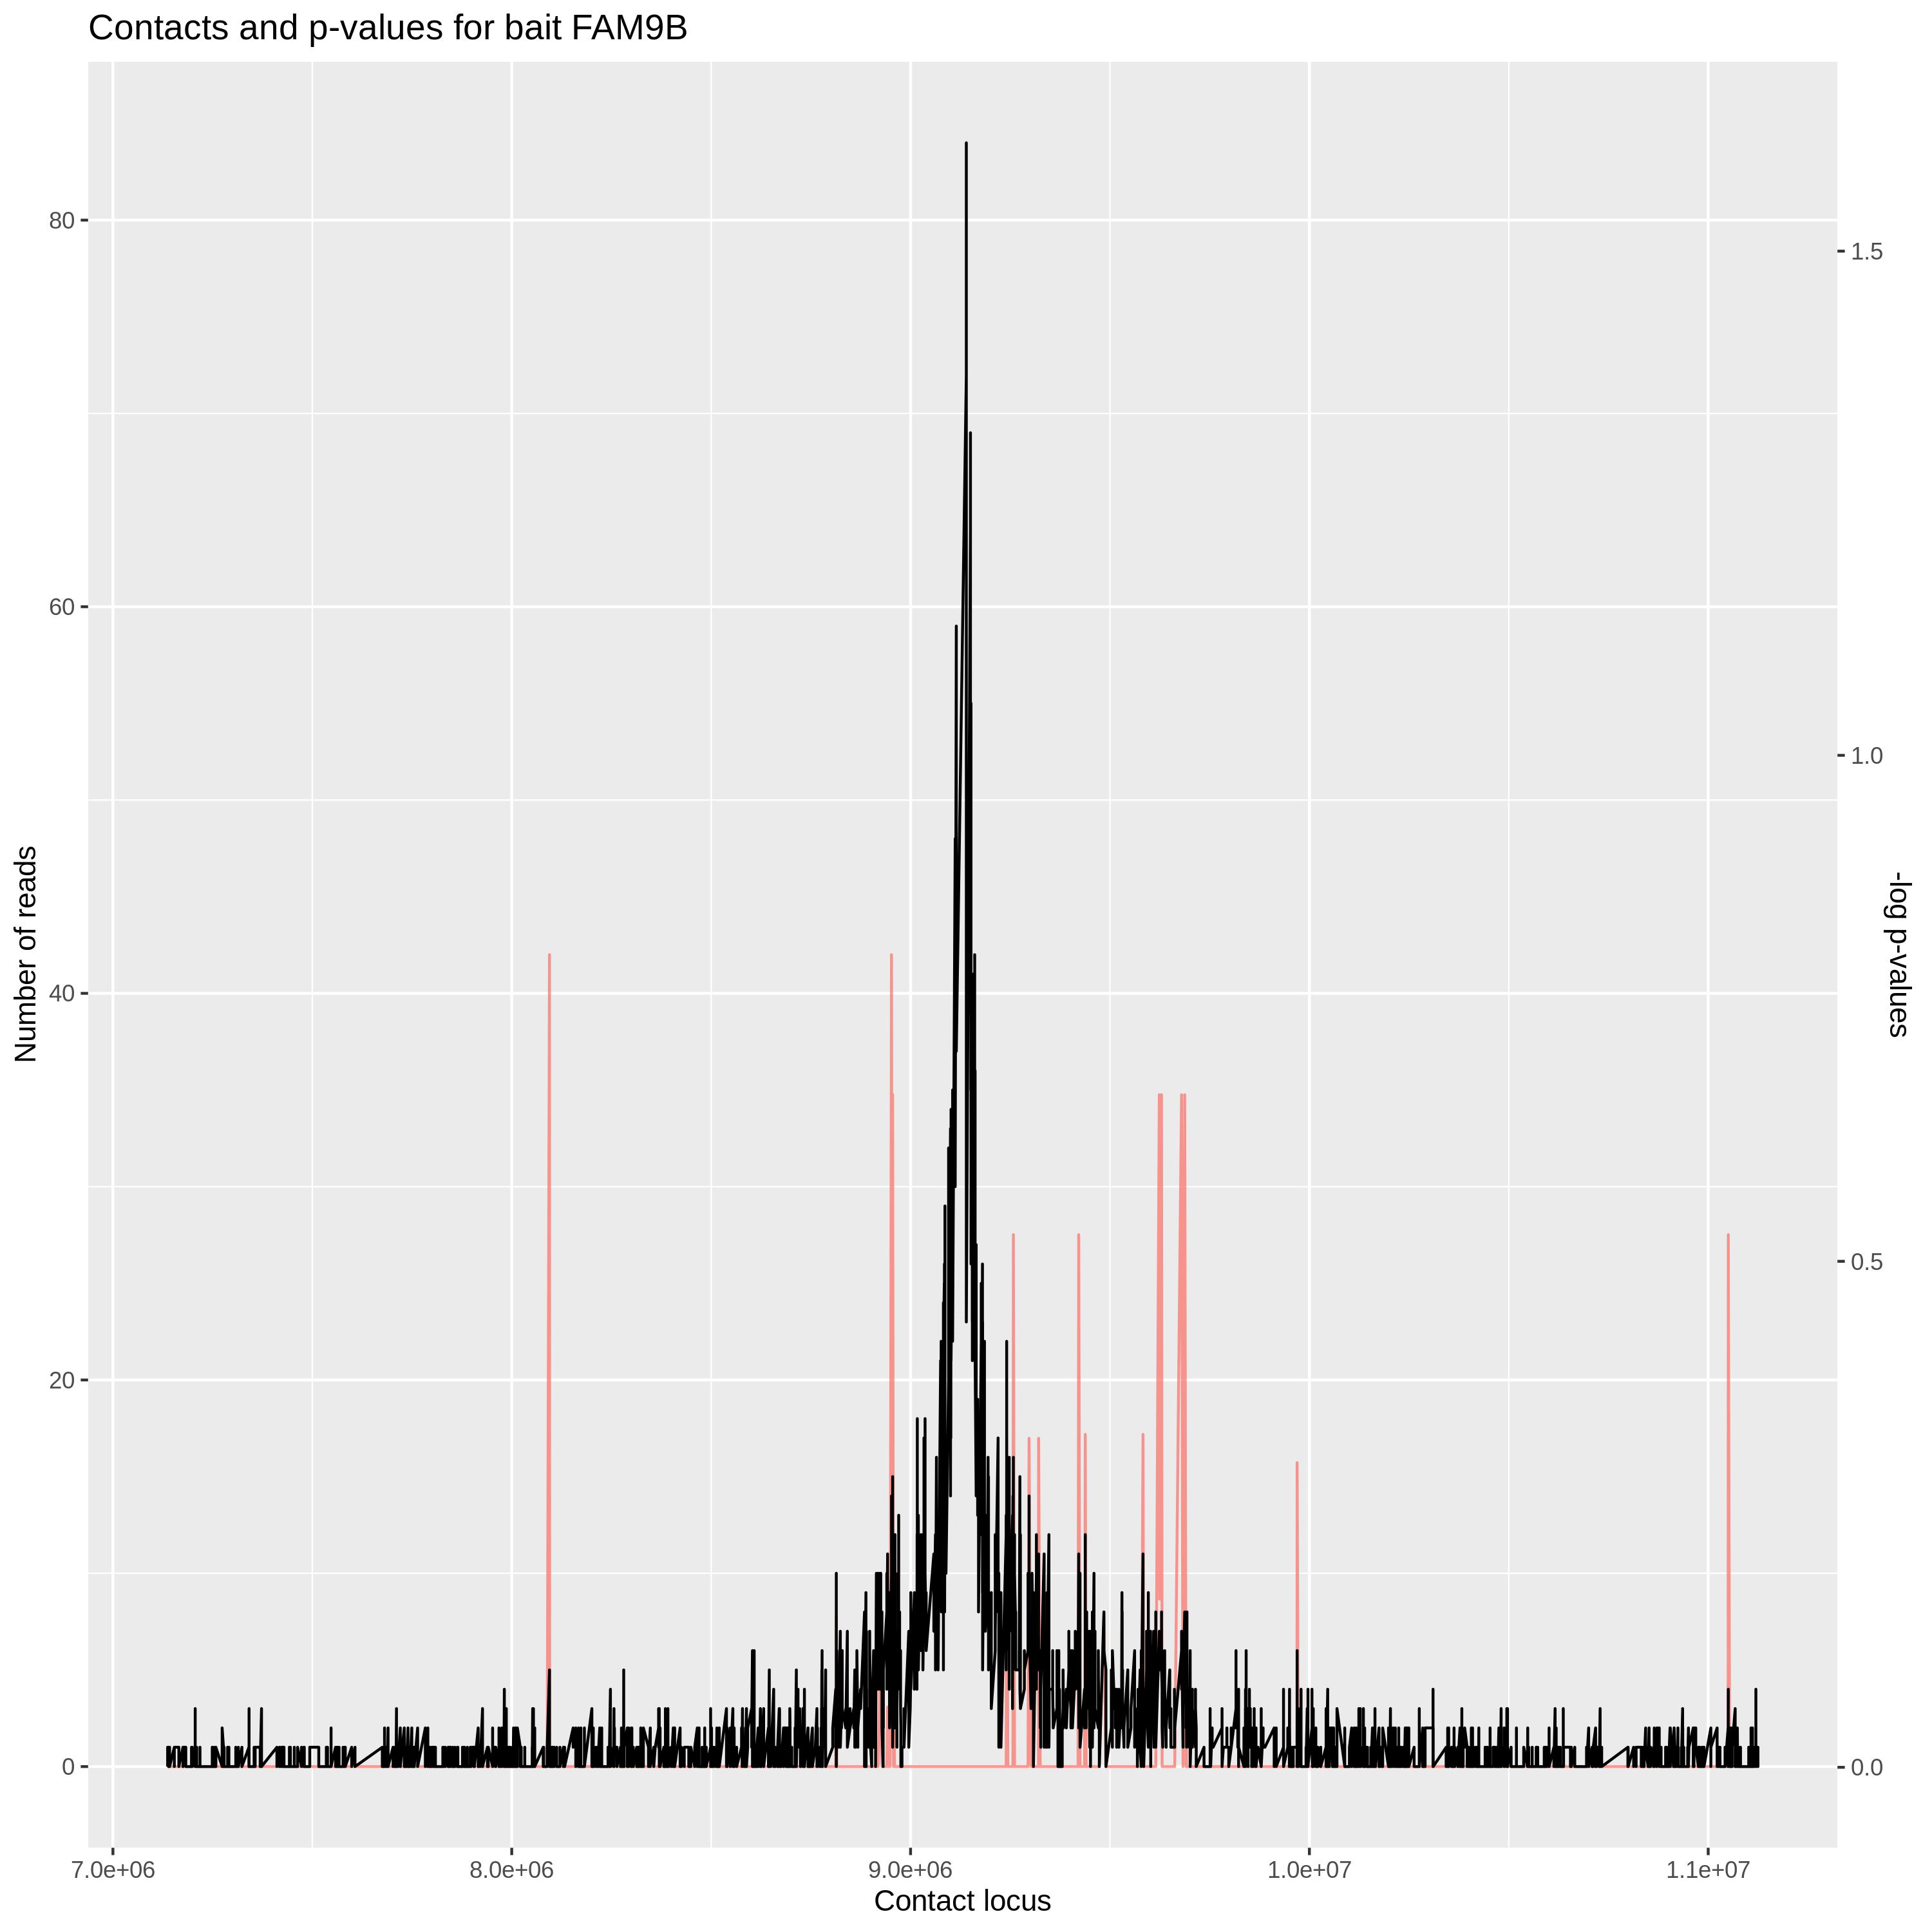 Contacts and p-values for bait FAM9B
Number of reads
80
60
40
20
0
1.5
1.0
0.5
0.0
-log p-values
7.0e+06
8.0e+06
9.0e+06
1.0e+07
1.1e+07
Contact locus